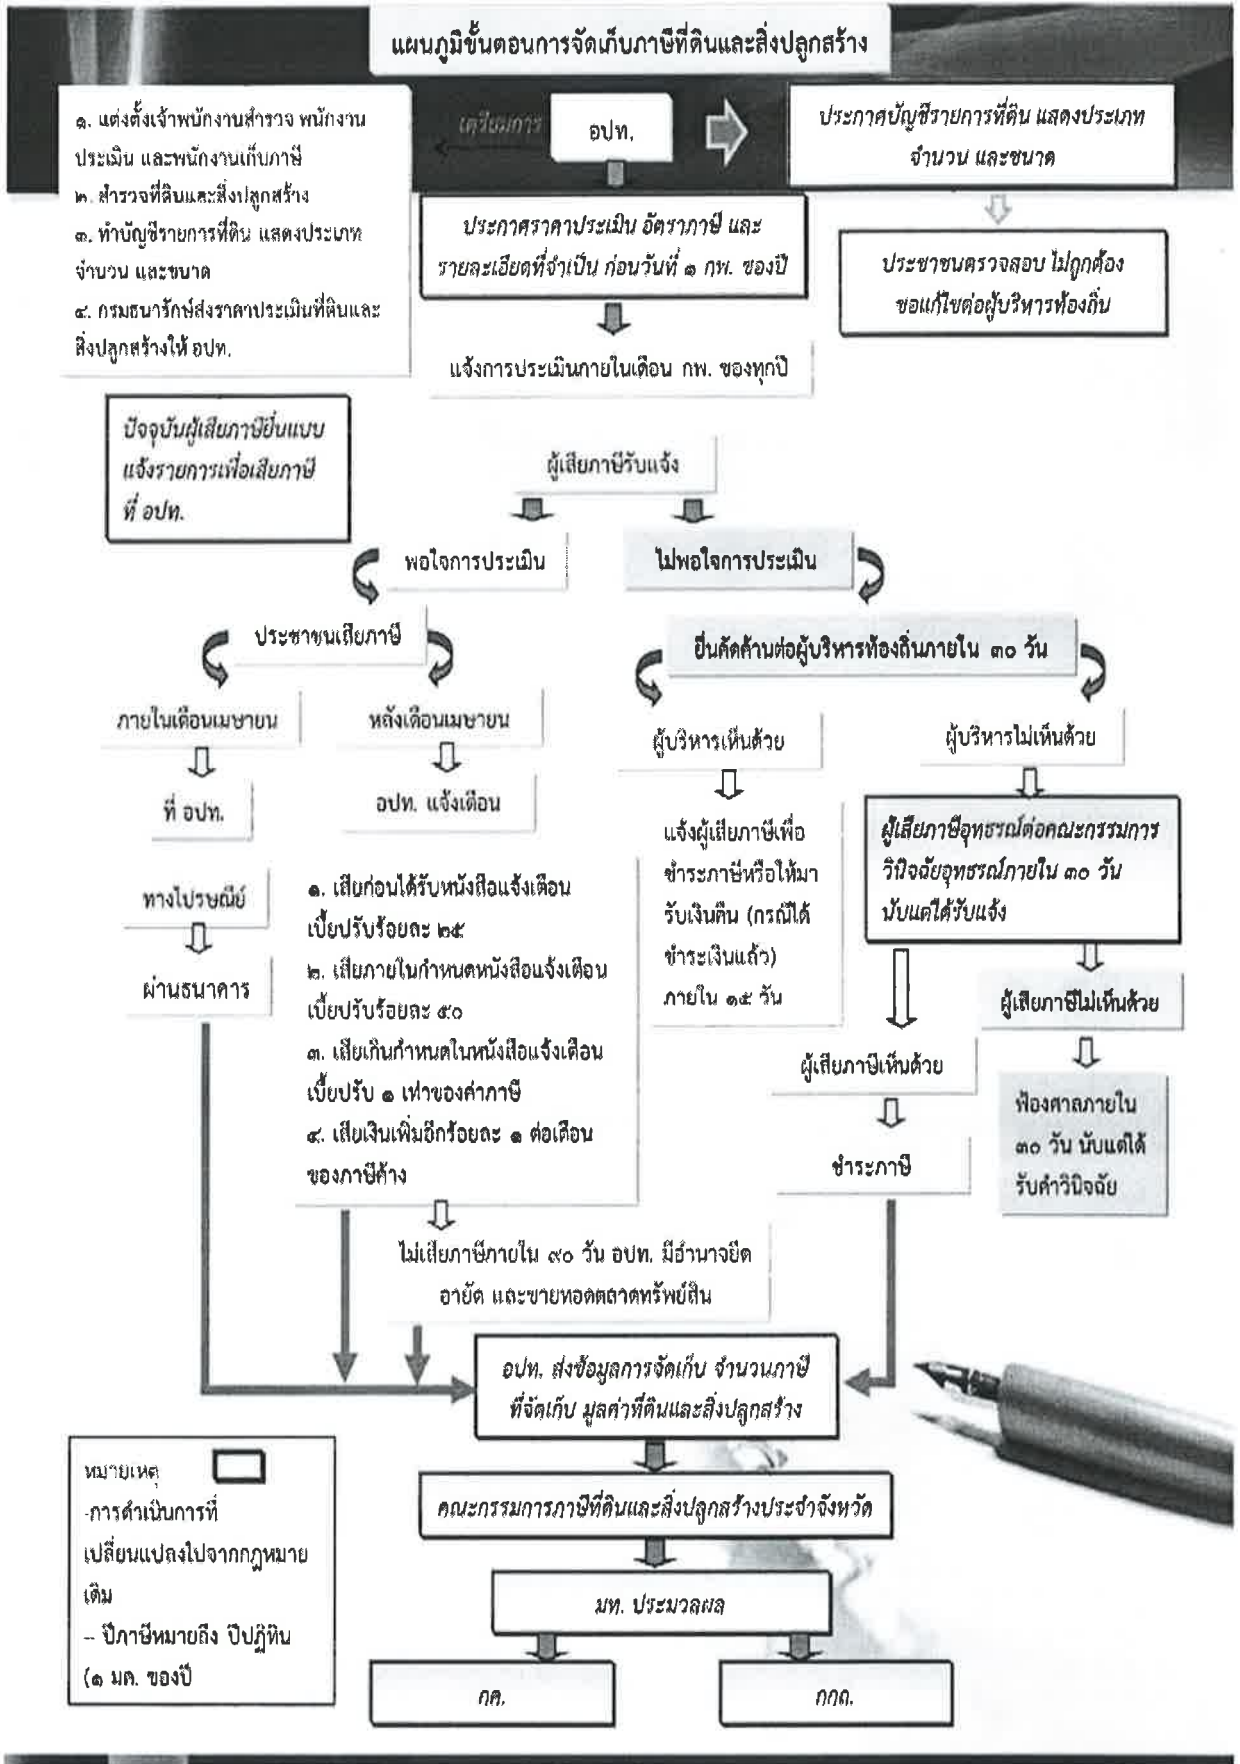 แผนภูมิขั้นตอนการจัดเก็บภาษีที่ดินและสิ่งปลูกสร้าง
๑. แต่งตั้งเจ้าพนักงานสำรวจ พนักงาน
ประเมิน และพนักงานเก็บภาษี
๒. สำรวจที่ดินและสิ่งปลูกสร้าง
๓. ทำบัญชีรายการที่ดิน แสดงประเภท
จำนวน และขนาด
๔. กรมธนารักษ์ส่งราคาประเมินที่ดินและ
สิ่งปลูกสร้างให้ อปท.
เตรียมการ
อปท.
ประกาศบัญชีรายการที่ดิน แสดงประเภท
จำนวน และขนาด
ประกาศราคาประเมิน อัตราภาษี และ
รายละเอียดที่จำเป็น ก่อนวันที่ ๑ กพ. ของปี
ประชาชนตรวจสอบ ไม่ถูกต้อง
ขอแก้ไขต่อผู้บริหารท้องถิ่น
แจ้งการประเมินภายในเดือน กพ. ของทุกปี
ปัจจุบันผู้เสียภาษียื่นแบบ
แจ้งรายการเพื่อเสียภาษี
ที่ อปท.
ผู้เสียภาษีรับแจ้ง
พอใจการประเมิน
ไม่พอใจการประเมิน
ประชาชนเสียภาษี
ยื่นคัดค้านต่อผู้บริหารท้องถิ่นภายใน ๓๐ วัน
ภายในเดือนเมษายน
หลังเดือนเมษายน
ผู้บริหารเห็นด้วย
ผู้บริหารไม่เห็นด้วย
ที่ อปท.
อปท. แจ้งเตือน
แจ้งผู้เสียภาษีเพื่อ
ชำระภาษีหรือให้มา
รับเงินคืน (กรณีได้
ชำระเงินแล้ว)
ภายใน ๑๕ วัน
ผู้เสียภาษีอุทธรณ์ต่อคณะกรรมการ
วินิจฉัยอุทธรณ์ภายใน ๓๐ วัน
นับแต่ได้รับแจ้ง
ทางไปรษณีย์
ผ่านธนาคาร
๑. เสียก่อนได้รับหนังสือแจ้งเตือน
เบี้ยปรับร้อยละ ๒๕
๒. เสียภายในกำหนดหนังสือแจ้งเตือน
เบี้ยปรับร้อยละ ๕๐
๓. เสียเกินกำหนดในหนังสือแจ้งเตือน
เบี้ยปรับ ๑ เท่าของค่าภาษี
๔. เสียเงินเพิ่มอีกร้อยละ ๑ ต่อเดือน
ของภาษีค้าง
ผู้เสียภาษีไม่เห็นด้วย
ผู้เสียภาษีเห็นด้วย
ฟ้องศาลภายใน
๓๐ วัน นับแต่ได้
รับคำวินิจฉัย
ชำระภาษี
ไม่เสียภาษีภายใน ๙๐ วัน อปท. มีอำนาจยึด
อายัด และขายทอดตลาดทรัพย์สิน
อปท. ส่งข้อมูลการจัดเก็บ จำนวนภาษี
ที่จัดเก็บ มูลค่าที่ดินและสิ่งปลูกสร้าง
คณะกรรมการภาษีที่ดินและสิ่งปลูกสร้างประจำจังหวัด
มท. ประมวลผล
กค.
กกถ.
หมายเหตุ
-การดำเนินการที่
เปลี่ยนแปลงไปจากกฎหมาย
เดิม
– ปีภาษีหมายถึง ปีปฏิทิน
(๑ มค. ของปี